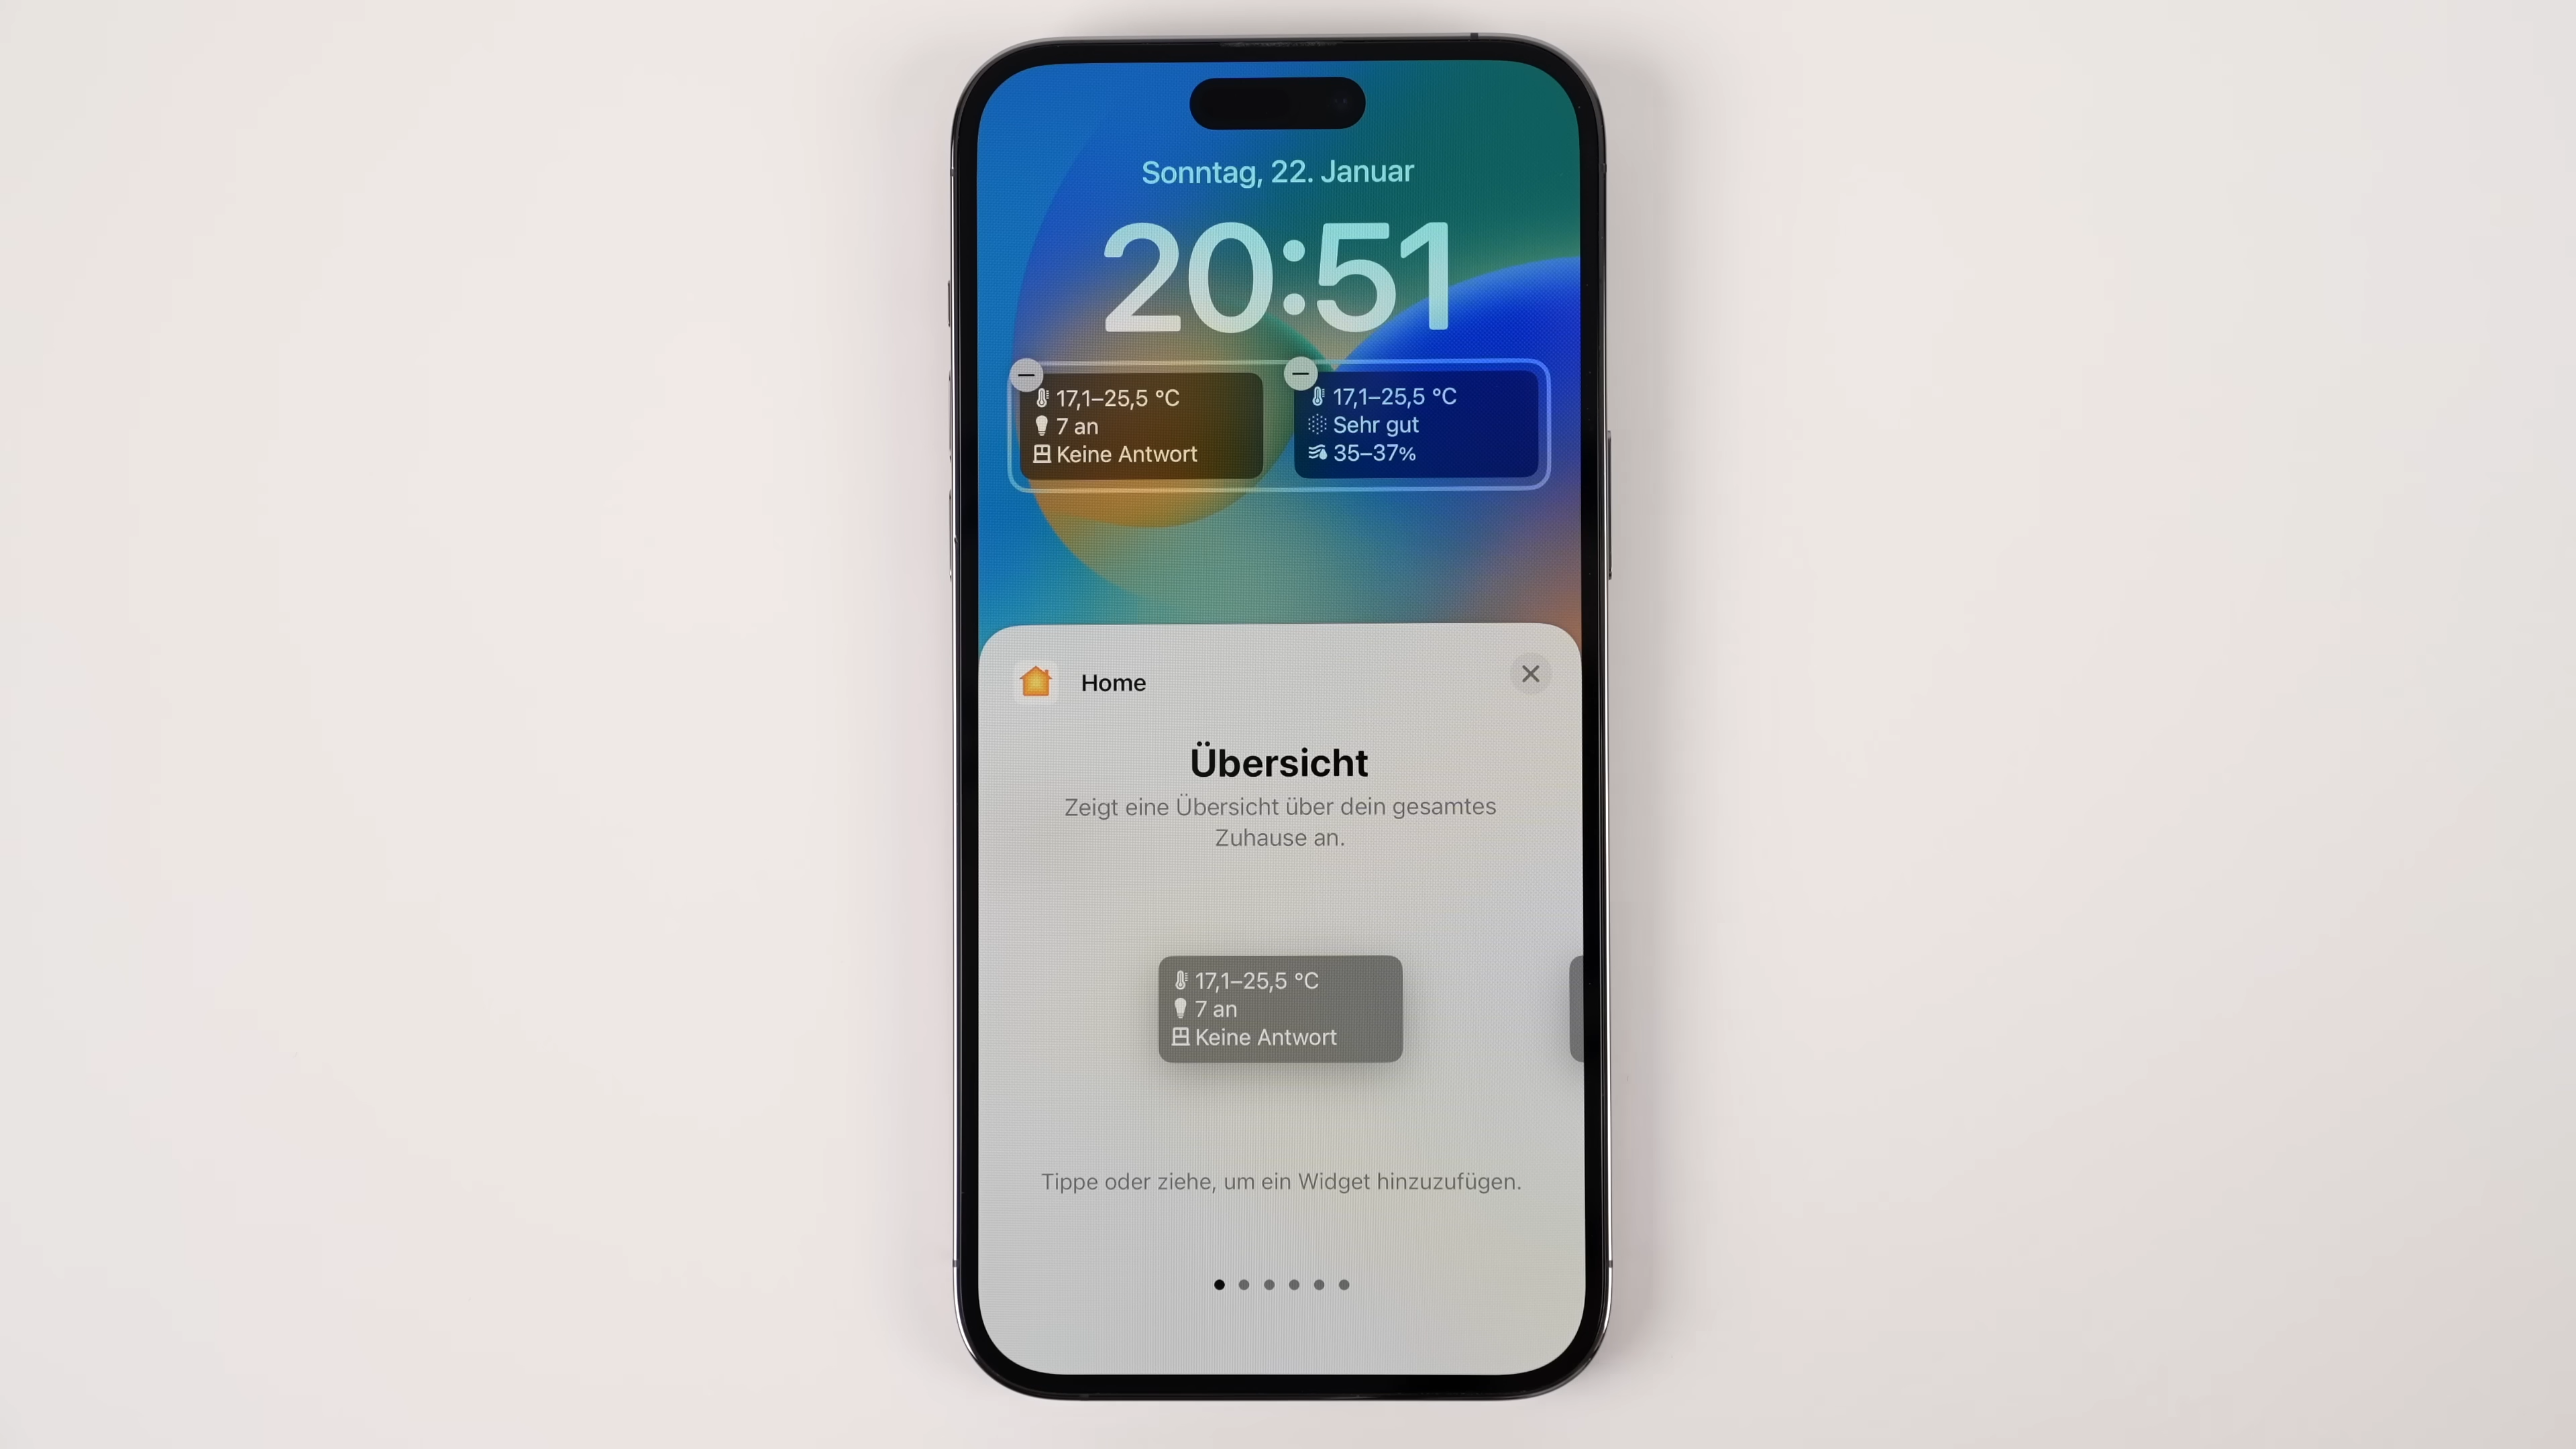 Sonntag, 22. Januar
20:51
17,1–25,5 °C
7 an
Keine Antwort
17,1–25,5 °C
Sehr gut
35–37%
Home
Übersicht
Zeigt eine Übersicht über dein gesamtes
Zuhause an.
17,1–25,5 °C
7 an
Keine Antwort
Tippe oder ziehe, um ein Widget hinzuzufügen.